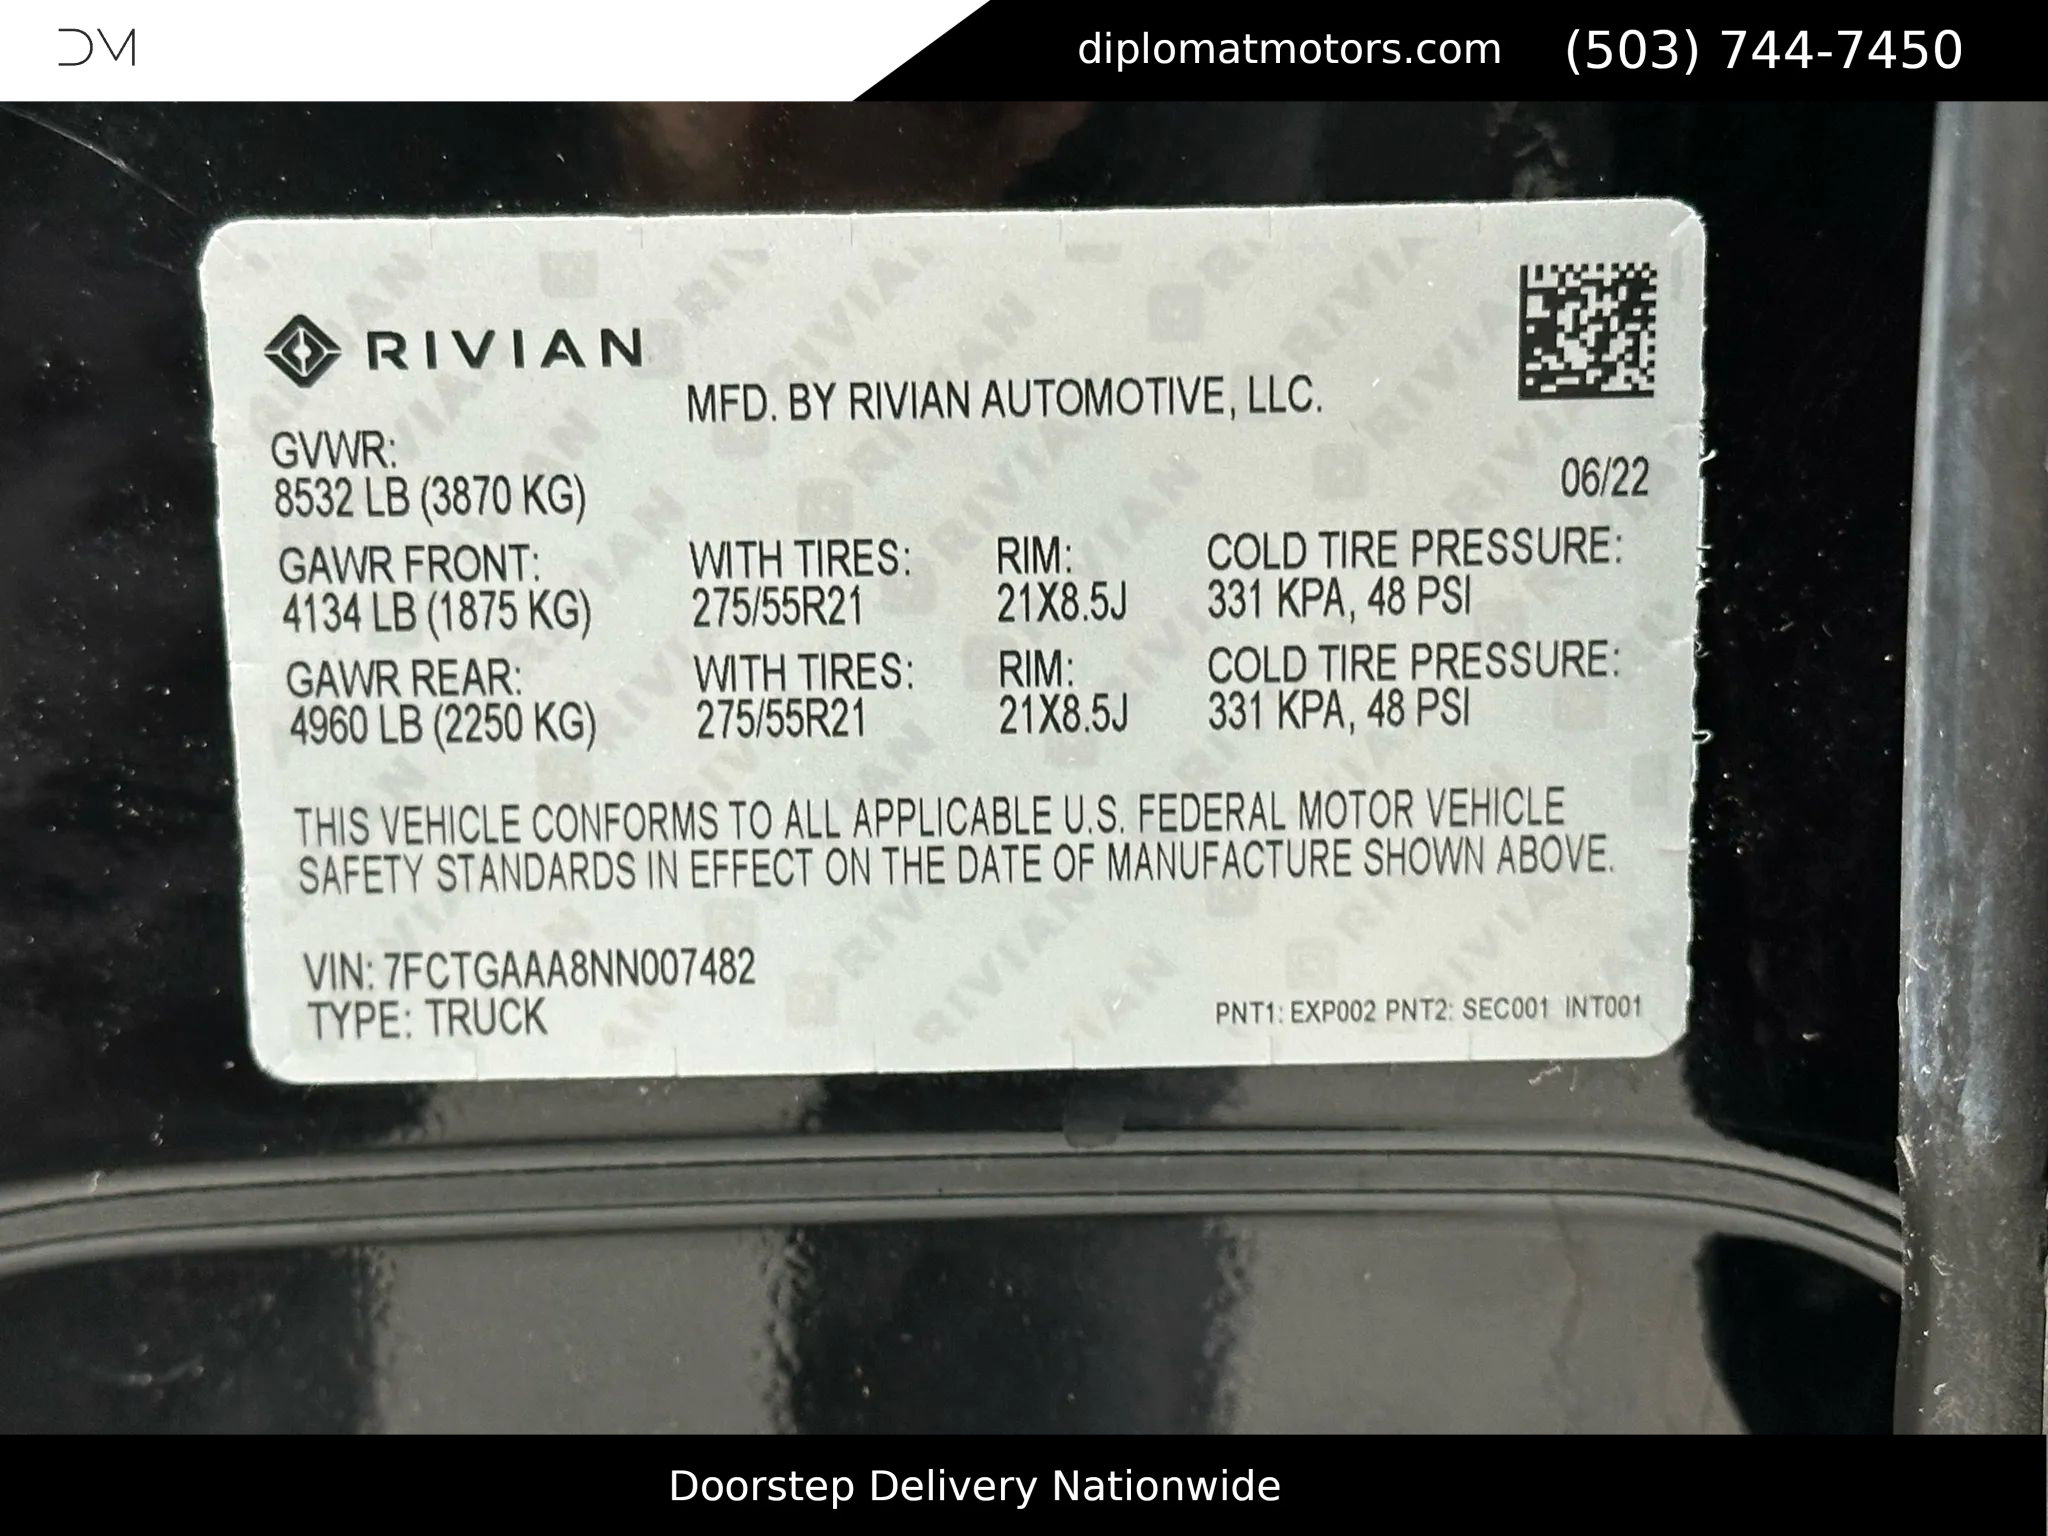 DM
diplomatmotors.com (503) 744-7450
RIVIAN
MFD. BY RIVIAN AUTOMOTIVE, LLC.
GVWR:
8532 LB (3870 KG)
06/22
GAWR FRONT: WITH TIRES: RIM: COLD TIRE PRESSURE:
4134 LB (1875 KG) 275/55R21 21X8.5J 331 KPA, 48 PSI
GAWR REAR: WITH TIRES: RIM: COLD TIRE PRESSURE:
4960 LB (2250 KG) 275/55R21 21X8.5J 331 KPA, 48 PSI
THIS VEHICLE CONFORMS TO ALL APPLICABLE U.S. FEDERAL MOTOR VEHICLE
SAFETY STANDARDS IN EFFECT ON THE DATE OF MANUFACTURE SHOWN ABOVE.
VIN: 7FCTGAAA8NN007482
TYPE: TRUCK
PNT1: EXP002 PNT2: SEC001 INT001
Doorstep Delivery Nationwide